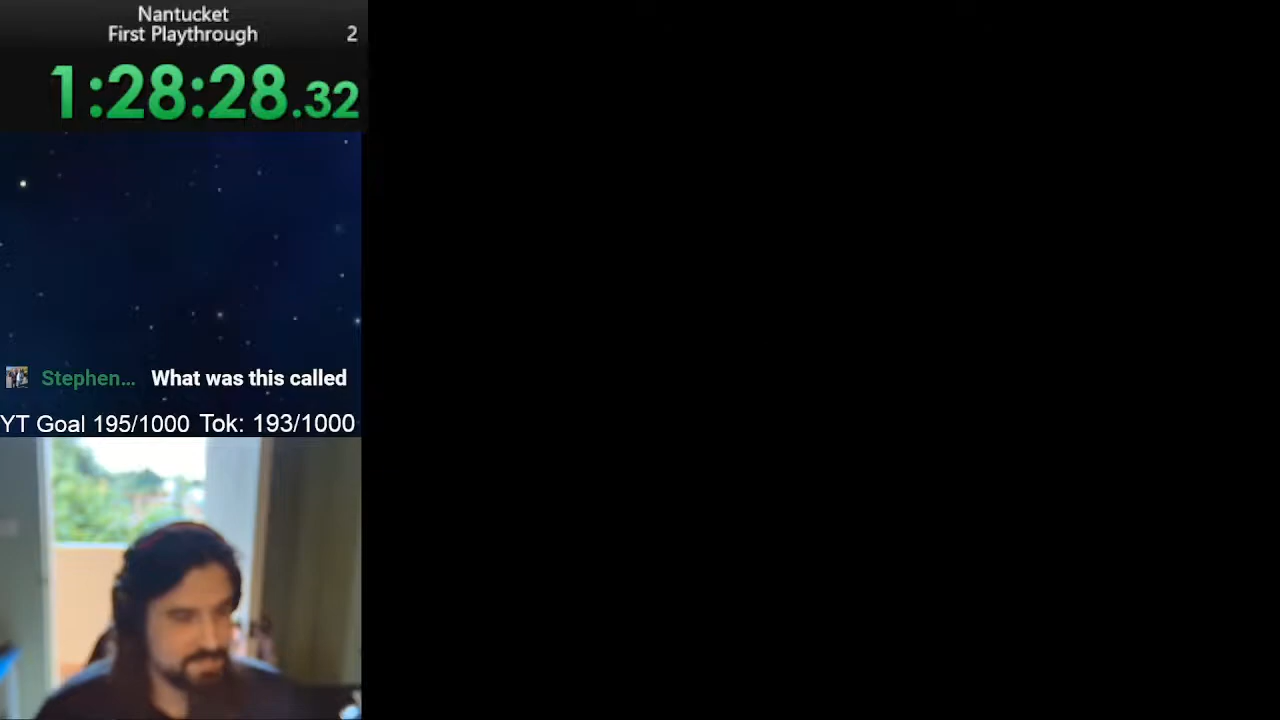 Nantucket
First Playthrough 2
1:28:28.32
Stephen... What was this called
YT Goal 195/1000 Tok: 193/1000